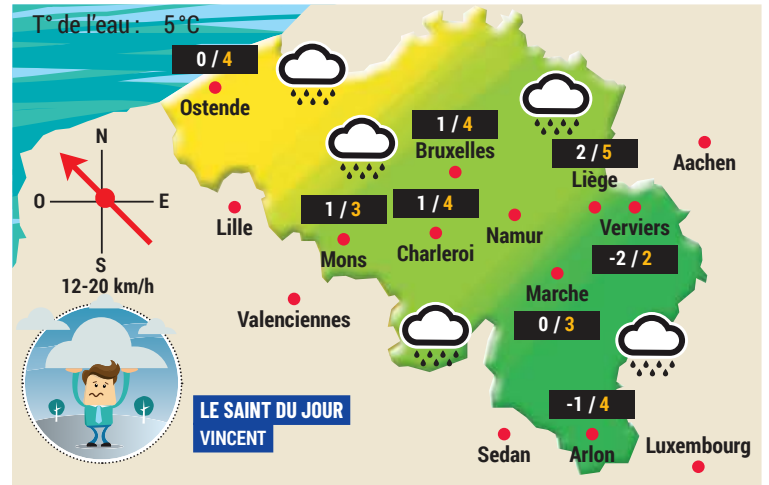 T° de l'eau : 5 °C
0 / 4
Ostende
1 / 4
Bruxelles
2 / 5
Liège
Aachen
N
O
E
S
12-20 km/h
Lille
1 / 3
Mons
1 / 4
Charleroi
Namur
Verviers
-2 / 2
Marche
0 / 3
Valenciennes
-1 / 4
LE SAINT DU JOUR
VINCENT
Sedan
Arlon
Luxembourg